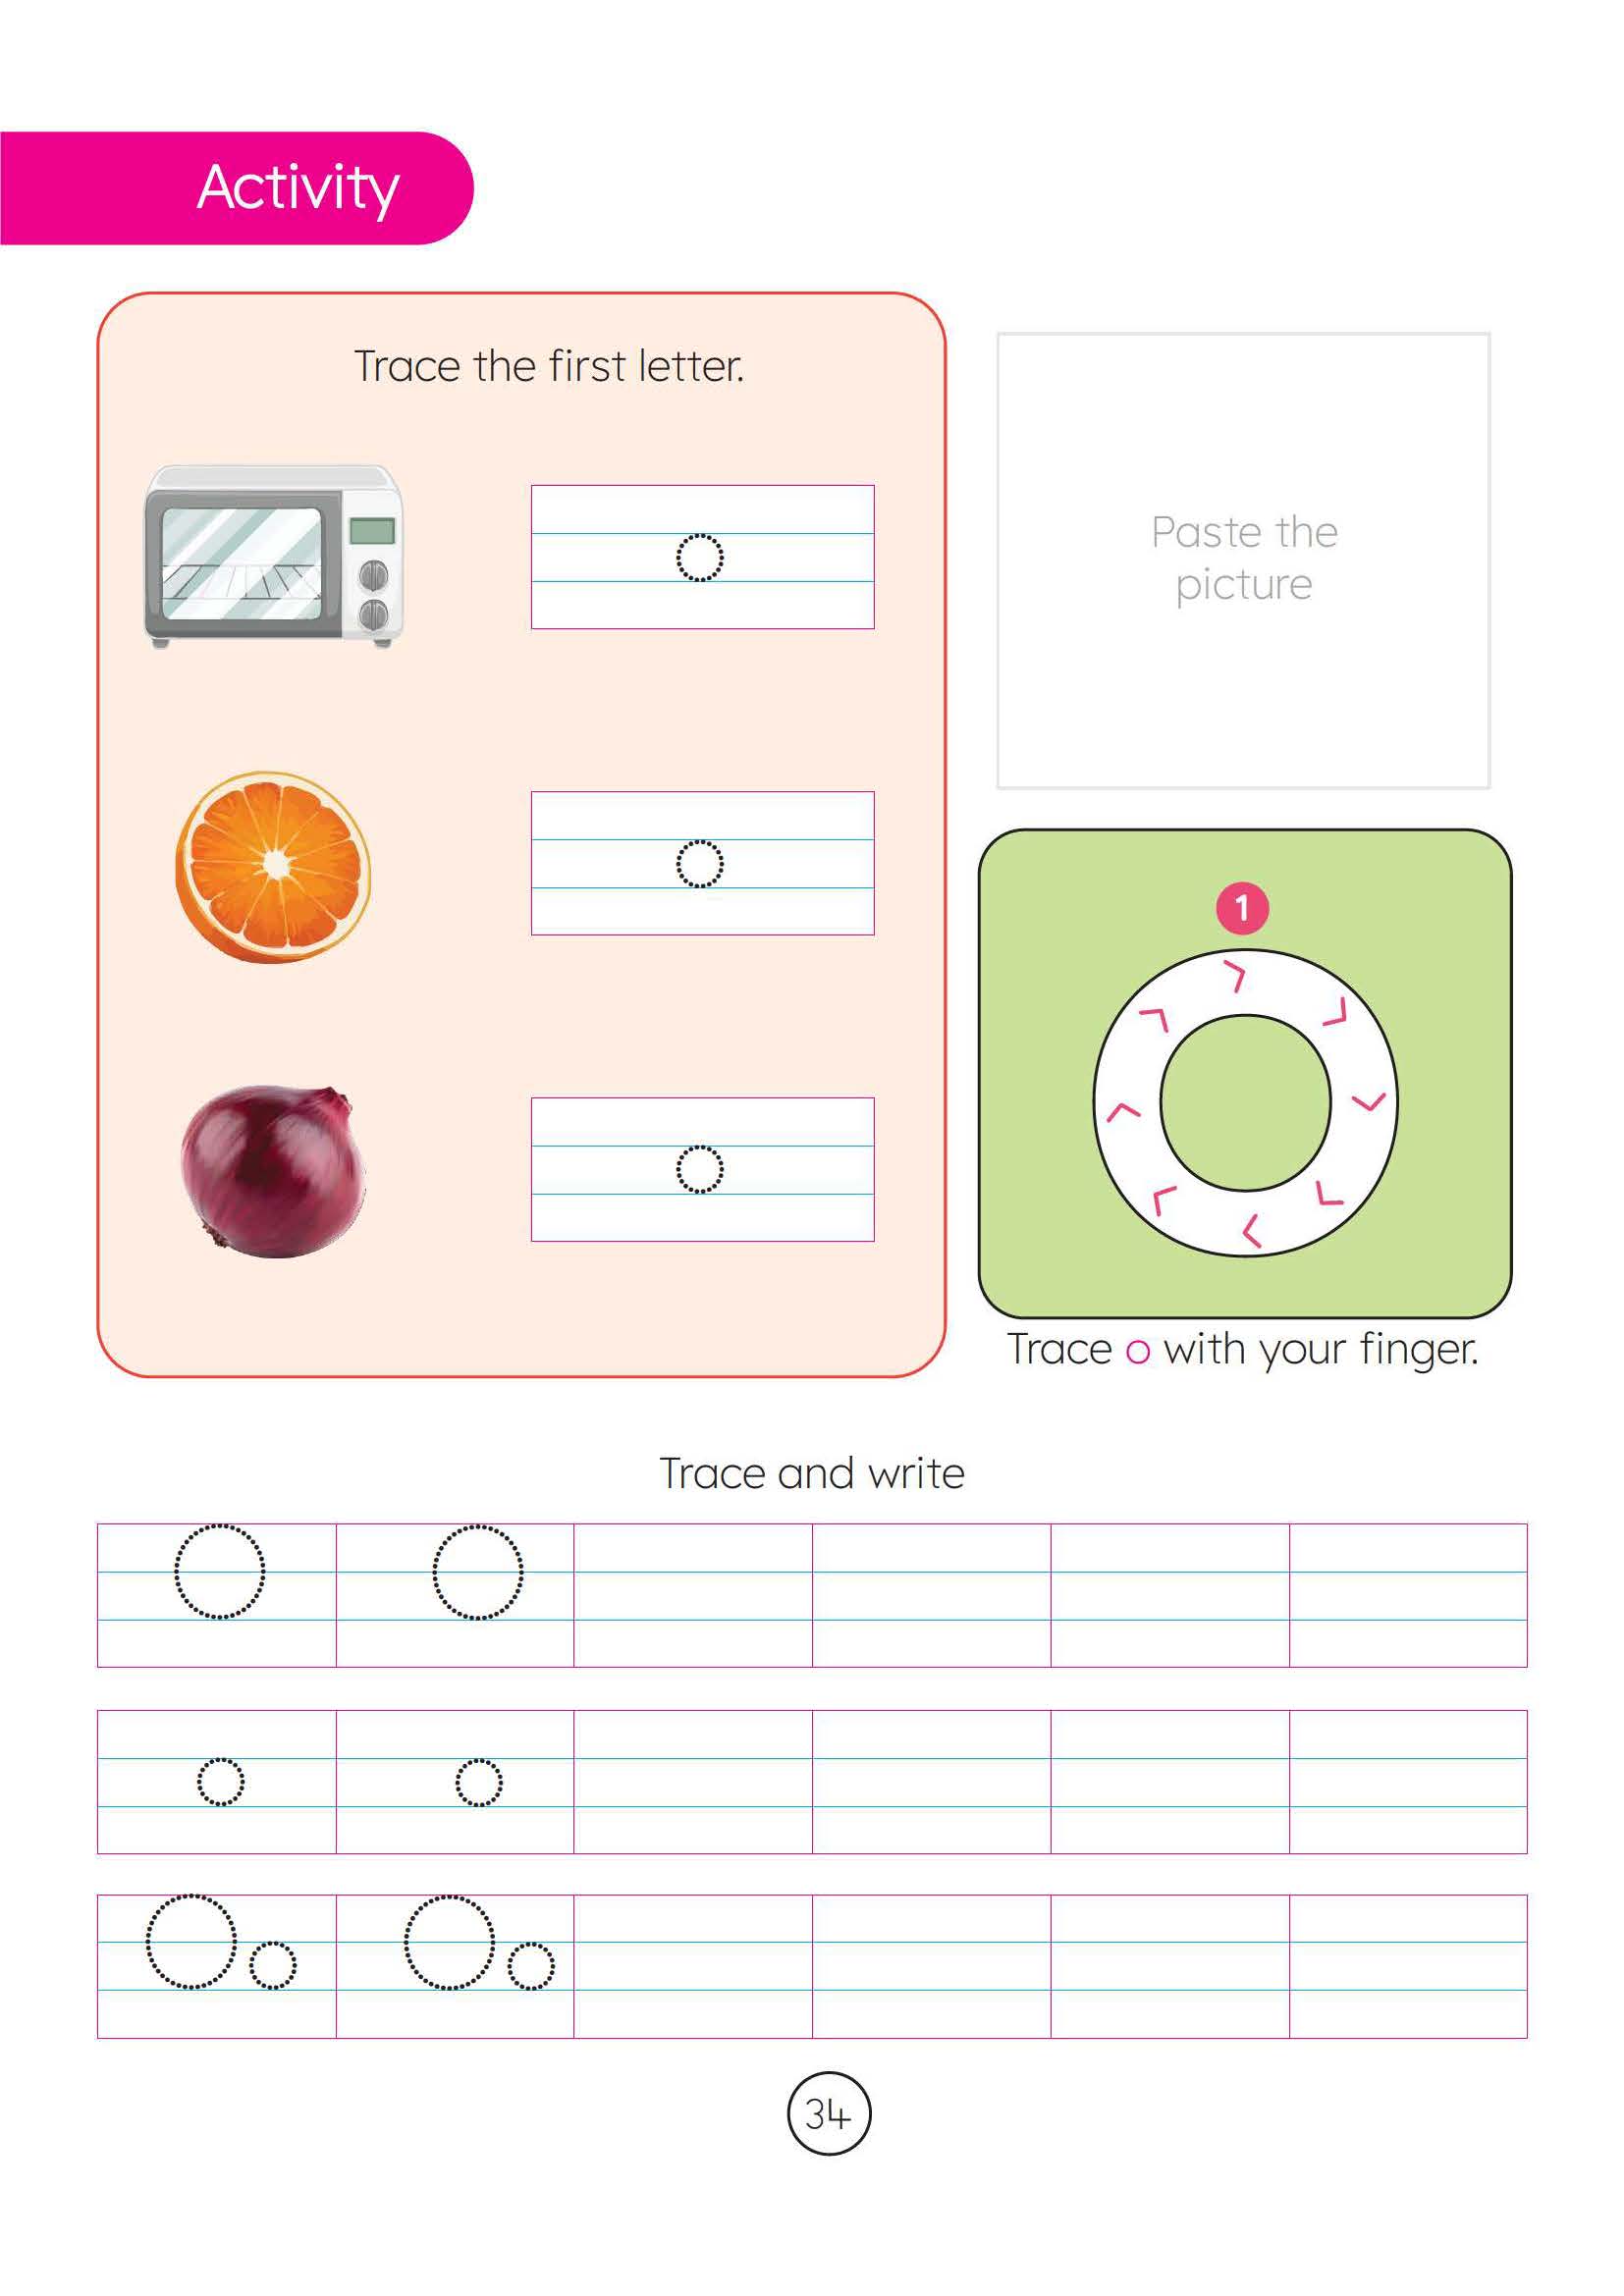 Activity
Trace the first letter.
o
o
o
Paste the
picture
1
Trace o with your finger.
Trace and write
O O
o o
Oo Oo
34